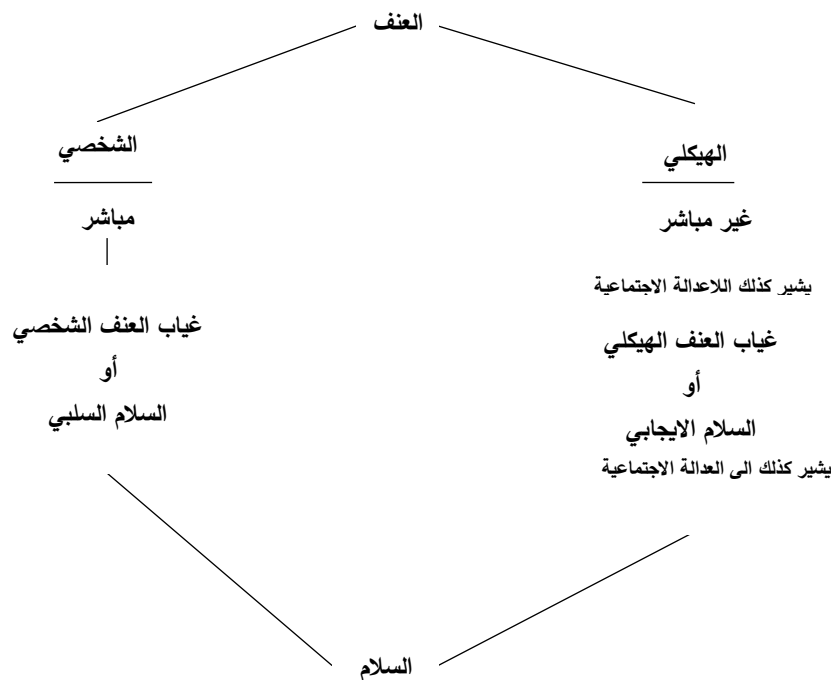 العنف
الهيكلي
الشخصي
غير مباشر
مباشر
يشير كذلك اللاعدالة الاجتماعية
غياب العنف الهيكلي
غياب العنف الشخصي
أو
أو
السلام الايجابي
السلام السلبي
يشير كذلك الى العدالة الاجتماعية
السلام